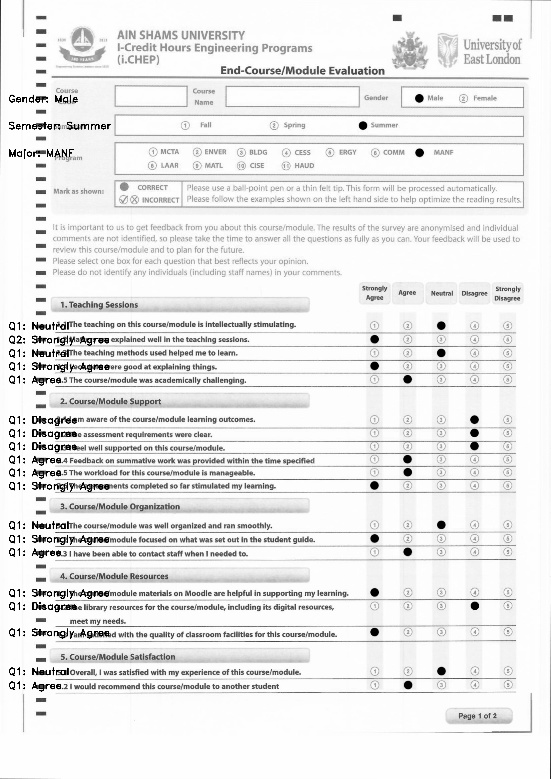 AIN SHAMS UNIVERSITY
I-Credit Hours Engineering Programs
(i.CHEP)
University of
East London
End-Course/Module Evaluation
Gender: Male
Course
Course
Name
Gender
Male
2 Female
Semester: Summer
1 Fall
2 Spring
Summer
Major: MANF
Program
1 MCTA 2 ENVER 3 BLDG 4 CESS 5 ERGY 6 COMM MANF
8 LAAR 9 MATL 10 CISE 11 HAUD
Mark as shown:
CORRECT Please use a ball-point pen or a thin felt tip. This form will be processed automatically.
INCORRECT Please follow the examples shown on the left hand side to help optimize the reading results.
It is important to us to get feedback from you about this course/module. The results of the survey are anonymised and individual
comments are not identified, so please take the time to answer all the questions as fully as you can. Your feedback will be used to
review this course/module and to plan for the future.
Please select one box for each question that best reflects your opinion.
Please do not identify any individuals (including staff names) in your comments.
Strongly Agree Agree Neutral Disagree Strongly Disagree
1. Teaching Sessions
Q1: Neutral The teaching on this course/module is intellectually stimulating. 1 2 4 5
Q2: Strongly Agree explained well in the teaching sessions. 2 3 4 5
Q1: Neutral The teaching methods used helped me to learn. 1 2 4 5
Q1: Strongly Agree were good at explaining things. 2 3 4 5
Q1: Agree .5 The course/module was academically challenging. 1 3 4 5
2. Course/Module Support
Q1: Disagree am aware of the course/module learning outcomes. 1 2 3 5
Q1: Disagree assessment requirements were clear. 1 2 3 5
Q1: Disagree feel well supported on this course/module. 1 2 3 5
Q1: Agree .4 Feedback on summative work was provided within the time specified 1 3 4 5
Q1: Agree .5 The workload for this course/module is manageable. 1 3 4 5
Q1: Strongly Agree completed so far stimulated my learning. 2 3 4 5
3. Course/Module Organization
Q1: Neutral The course/module was well organized and ran smoothly. 1 2 4 5
Q1: Strongly Agree module focused on what was set out in the student guide. 2 3 4 5
Q1: Agree .3 I have been able to contact staff when I needed to. 1 3 4 5
4. Course/Module Resources
Q1: Strongly Agree module materials on Moodle are helpful in supporting my learning. 2 3 4 5
Q1: Disagree library resources for the course/module, including its digital resources, 1 2 3 5
meet my needs.
Q1: Strongly Agree with the quality of classroom facilities for this course/module. 2 3 4 5
5. Course/Module Satisfaction
Q1: Neutral Overall, I was satisfied with my experience of this course/module. 1 2 4 5
Q1: Agree .2 I would recommend this course/module to another student 1 3 4 5
Page 1 of 2